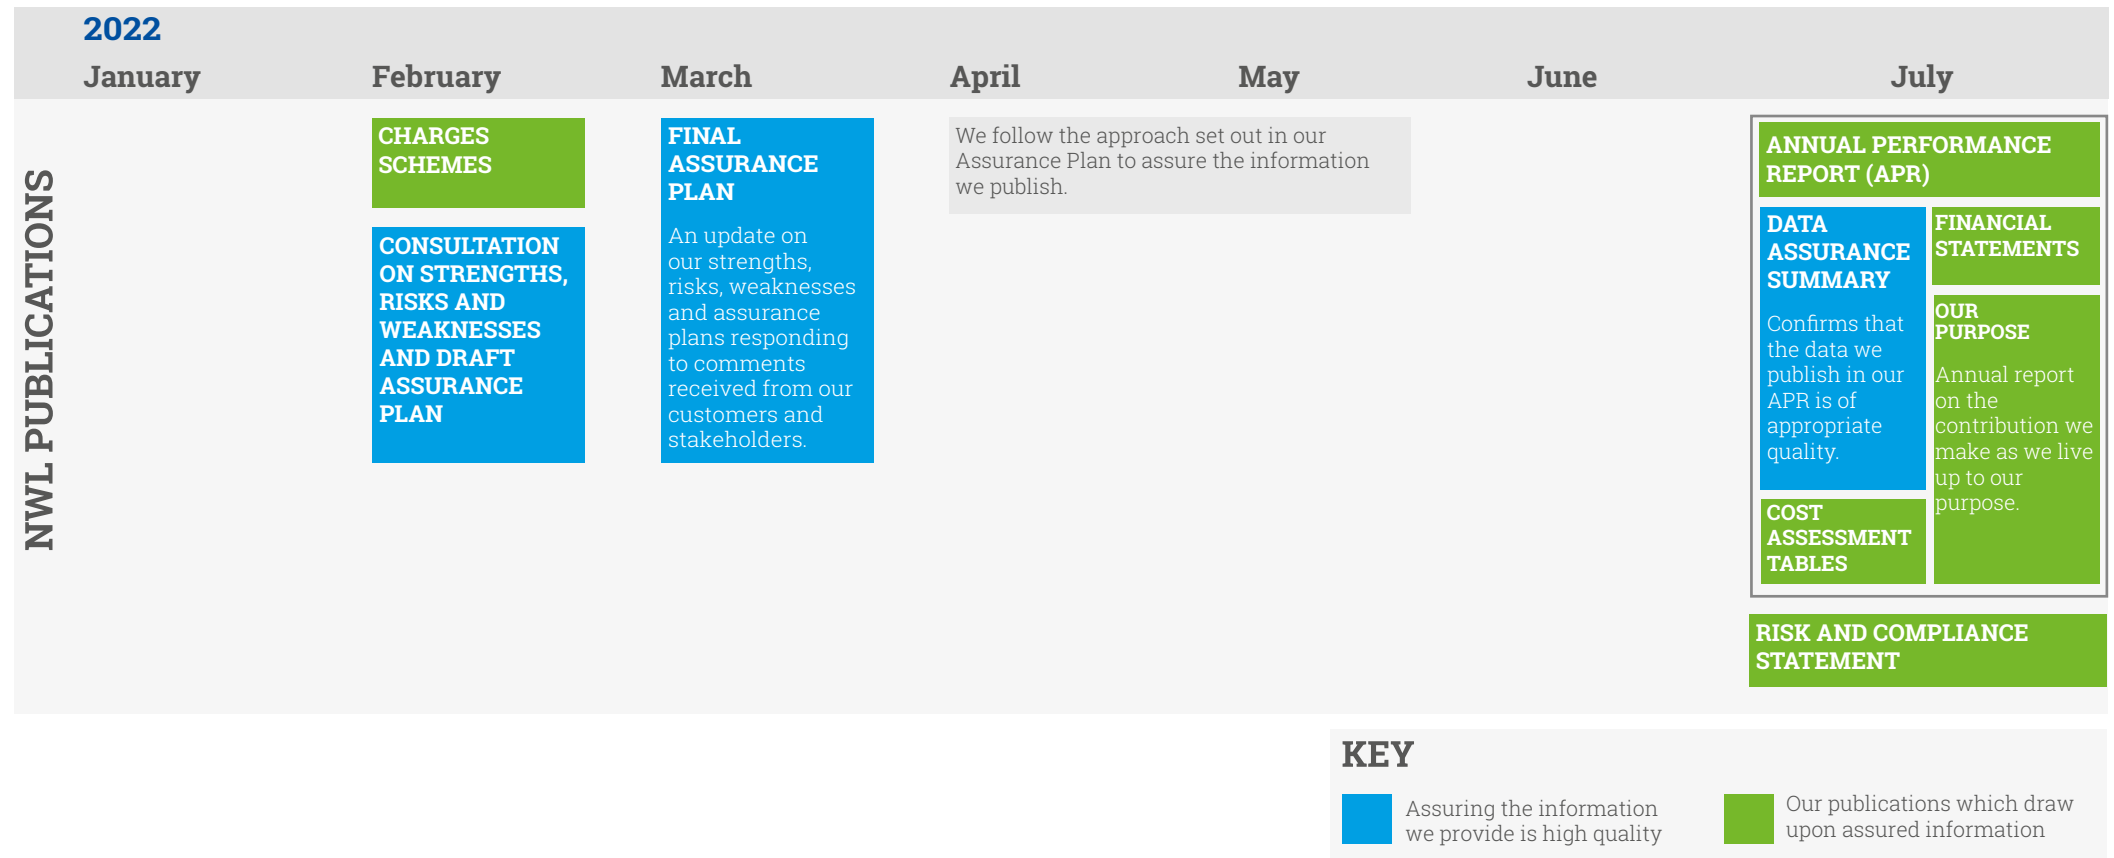 2022
January
February
March
April
May
June
July
NWL PUBLICATIONS
CHARGES
SCHEMES
CONSULTATION
ON STRENGTHS,
RISKS AND
WEAKNESSES
AND DRAFT
ASSURANCE
PLAN
FINAL
ASSURANCE
PLAN
An update on
our strengths,
risks, weaknesses
and assurance
plans responding
to comments
received from our
customers and
stakeholders.
We follow the approach set out in our
Assurance Plan to assure the information
we publish.
ANNUAL PERFORMANCE
REPORT (APR)
DATA
ASSURANCE
SUMMARY
Confirms that
the data we
publish in our
APR is of
appropriate
quality.
COST
ASSESSMENT
TABLES
FINANCIAL
STATEMENTS
OUR
PURPOSE
Annual report
on the
contribution we
make as we live
up to our
purpose.
RISK AND COMPLIANCE
STATEMENT
KEY
Assuring the information
we provide is high quality
Our publications which draw
upon assured information